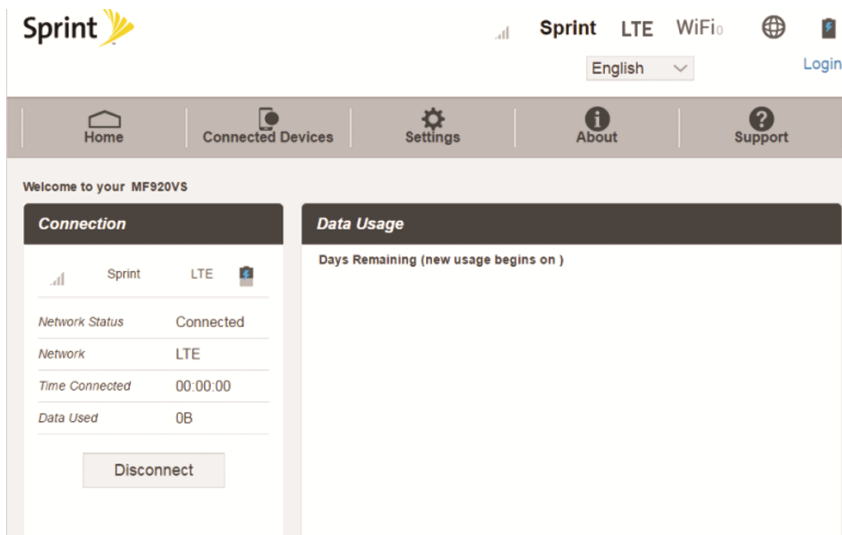 Sprint
Sprint LTE WiFi 0
English
Login
Home Connected Devices Settings About Support
Welcome to your MF920VS
Connection
Sprint LTE
Network Status Connected
Network LTE
Time Connected 00:00:00
Data Used 0B
Disconnect
Data Usage
Days Remaining (new usage begins on )